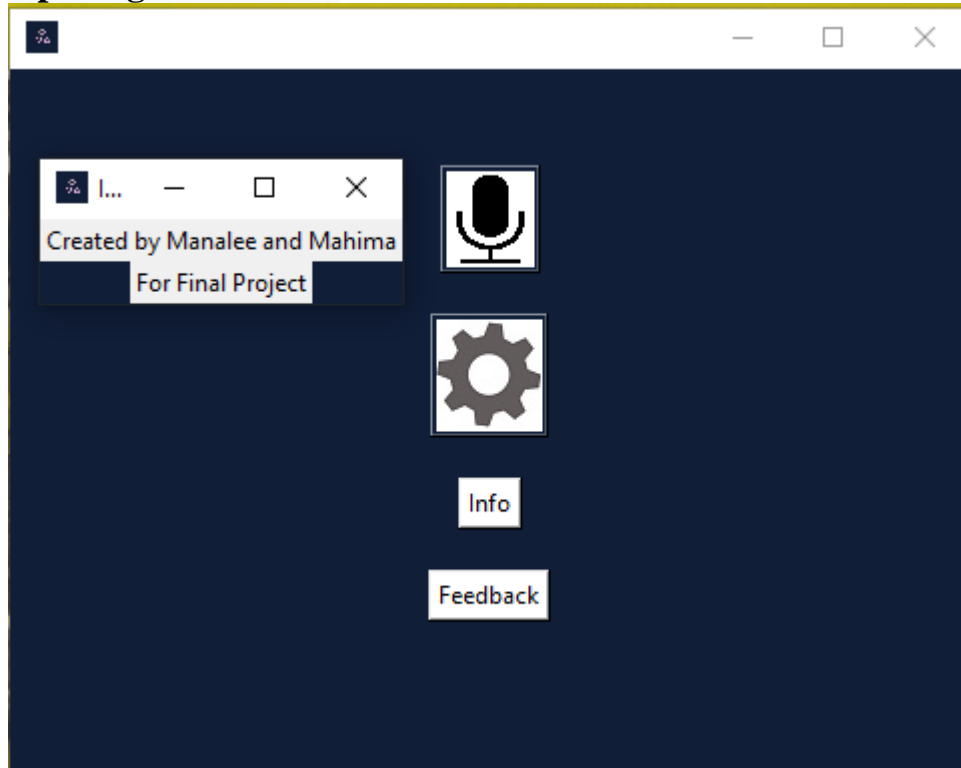 I...
Created by Manalee and Mahima
For Final Project
Info
Feedback